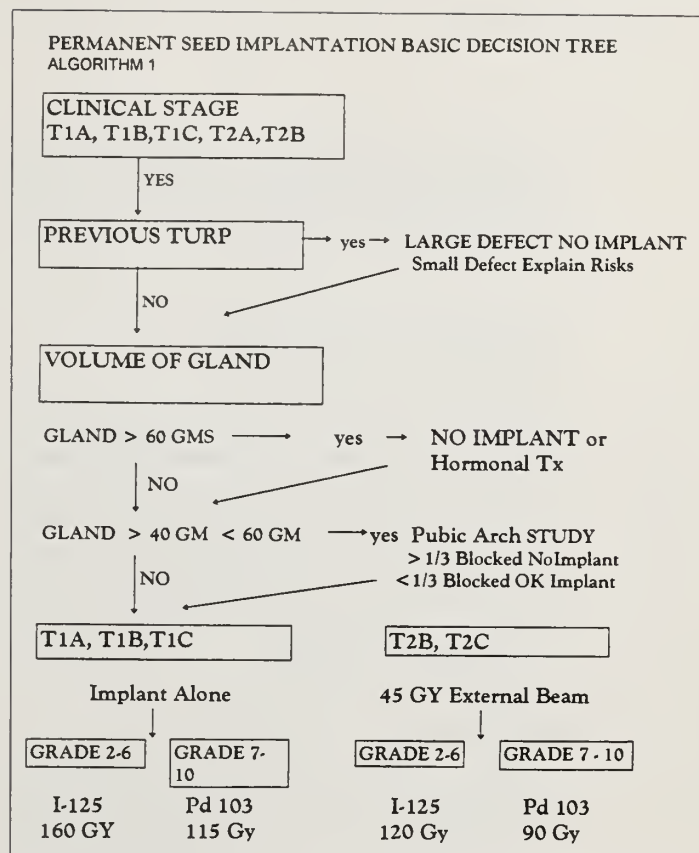 PERMANENT SEED IMPLANTATION BASIC DECISION TREE
ALGORITHM 1
CLINICAL STAGE
T1A, T1B,T1C, T2A,T2B
YES
PREVIOUS TURP
yes
LARGE DEFECT NO IMPLANT
Small Defect Explain Risks
NO
VOLUME OF GLAND
GLAND > 60 GMS
yes
NO IMPLANT or
Hormonal Tx
NO
GLAND > 40 GM < 60 GM
yes
Pubic Arch STUDY
> 1/3 Blocked NoImplant
< 1/3 Blocked OK Implant
NO
T1A, T1B,T1C
T2B, T2C
Implant Alone
45 GY External Beam
GRADE 2-6
GRADE 7-
10
GRADE 2-6
GRADE 7 - 10
I-125
160 GY
Pd 103
115 Gy
I-125
120 Gy
Pd 103
90 Gy